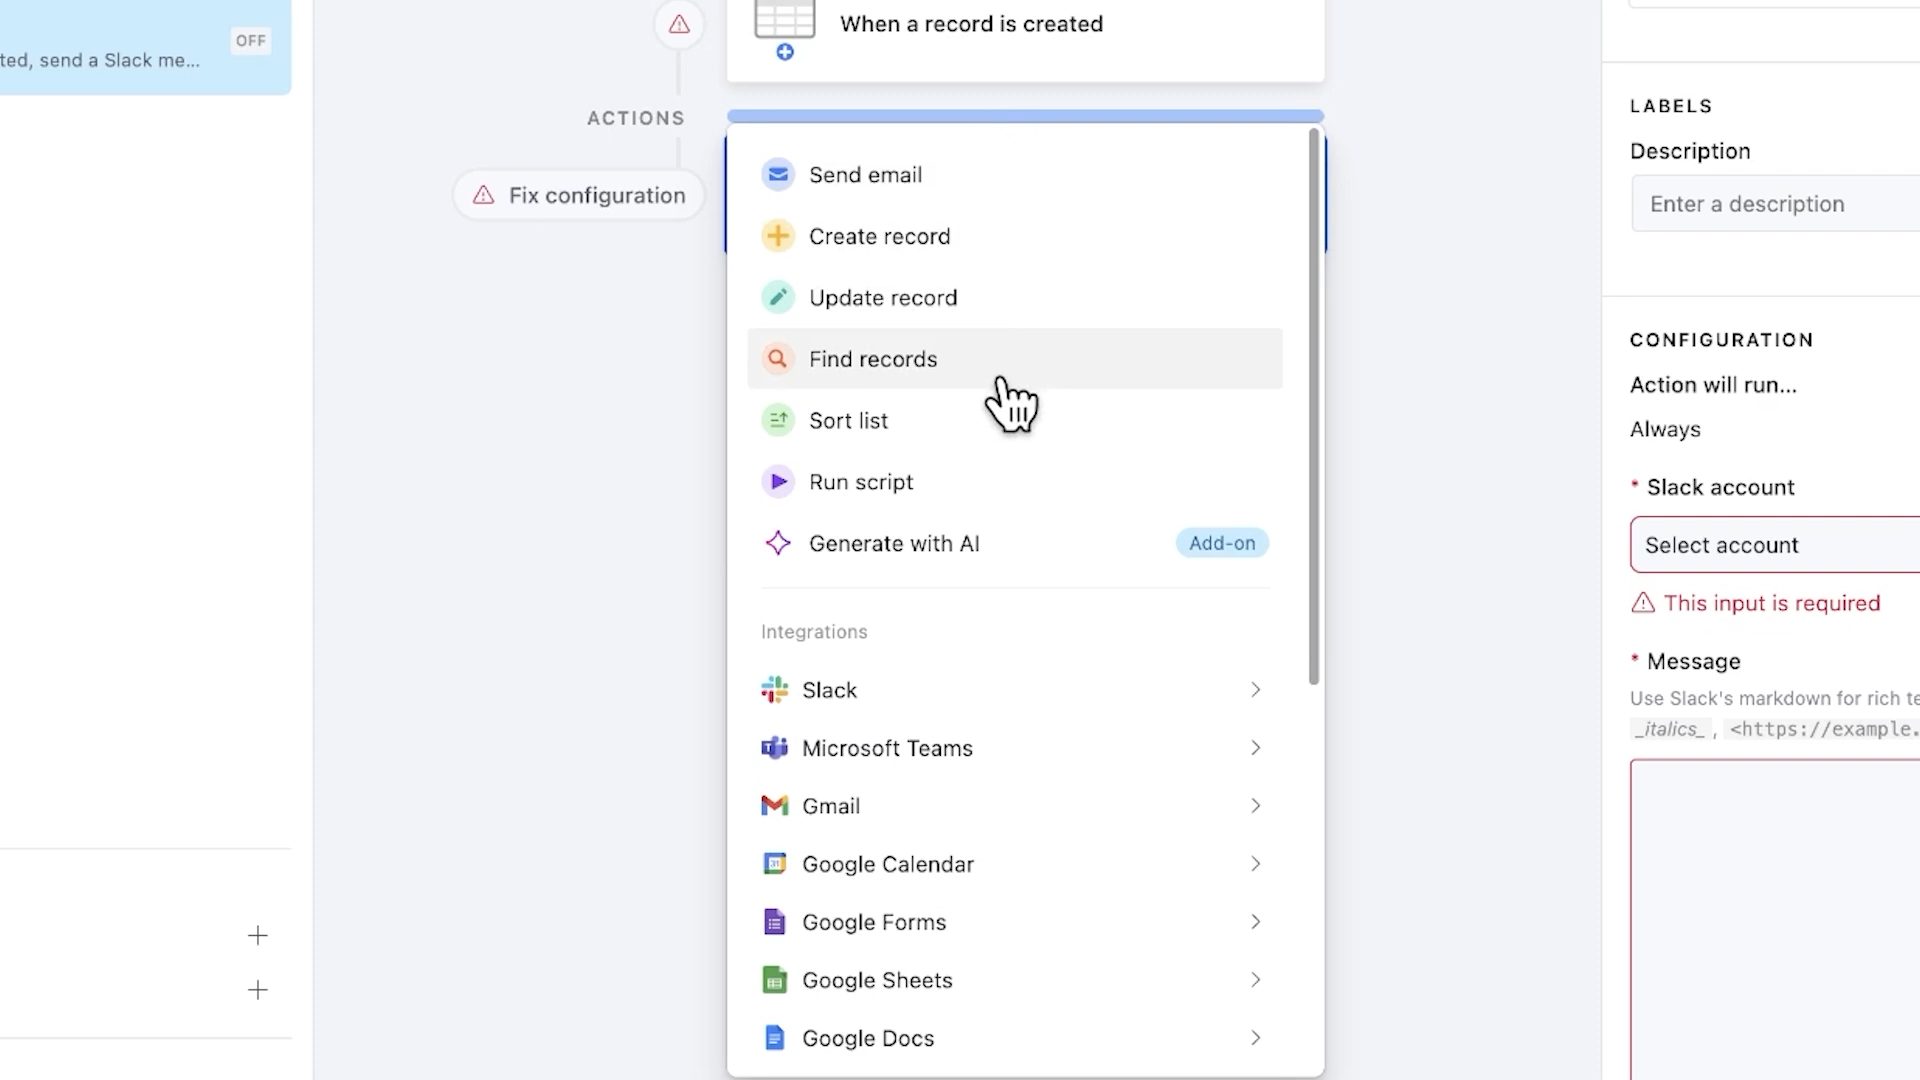 OFF
ted, send a Slack me...
When a record is created
ACTIONS
Fix configuration
Send email
Create record
Update record
Find records
Sort list
Run script
Generate with AI
Add-on
Integrations
Slack
Microsoft Teams
Gmail
Google Calendar
Google Forms
Google Sheets
Google Docs
LABELS
Description
Enter a description
CONFIGURATION
Action will run...
Always
* Slack account
Select account
This input is required
* Message
Use Slack's markdown for rich te
_italics_ , <https://example.